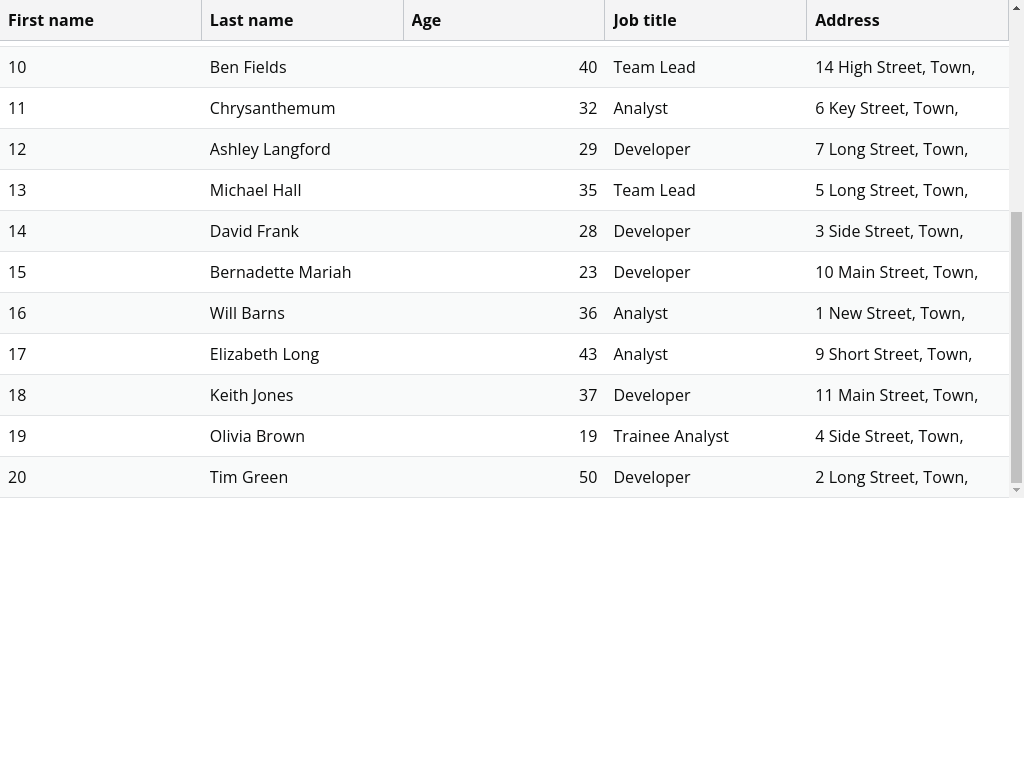 First name Last name Age Job title Address
10 Ben Fields 40 Team Lead 14 High Street, Town,
11 Chrysanthemum 32 Analyst 6 Key Street, Town,
12 Ashley Langford 29 Developer 7 Long Street, Town,
13 Michael Hall 35 Team Lead 5 Long Street, Town,
14 David Frank 28 Developer 3 Side Street, Town,
15 Bernadette Mariah 23 Developer 10 Main Street, Town,
16 Will Barns 36 Analyst 1 New Street, Town,
17 Elizabeth Long 43 Analyst 9 Short Street, Town,
18 Keith Jones 37 Developer 11 Main Street, Town,
19 Olivia Brown 19 Trainee Analyst 4 Side Street, Town,
20 Tim Green 50 Developer 2 Long Street, Town,